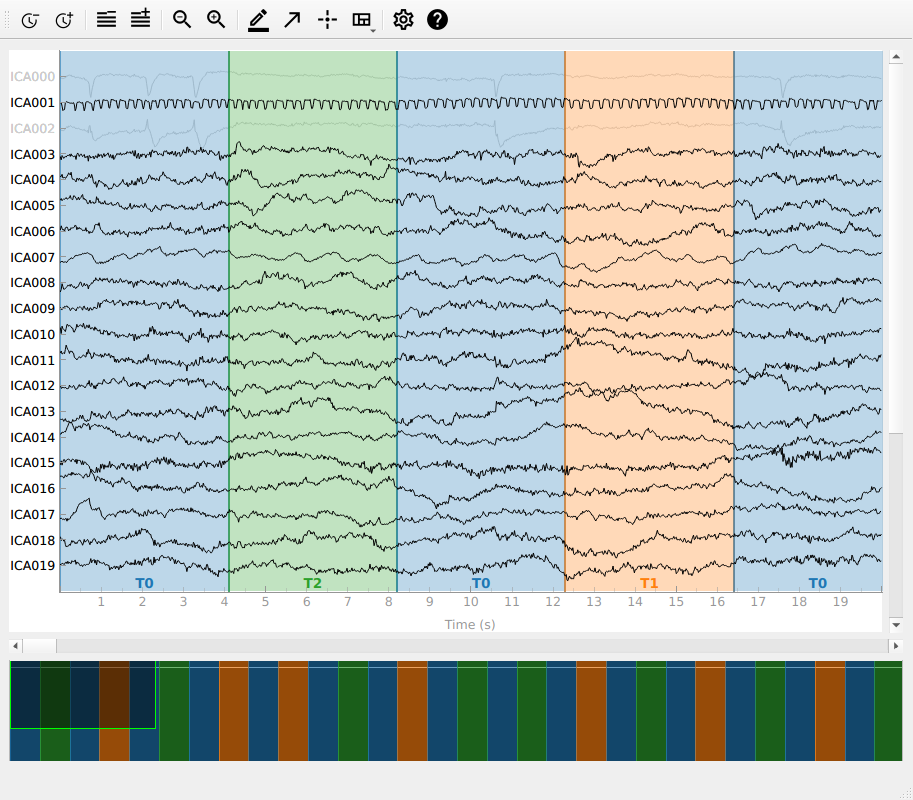 ICA000
ICA001
ICA002
ICA003
ICA004
ICA005
ICA006
ICA007
ICA008
ICA009
ICA010
ICA011
ICA012
ICA013
ICA014
ICA015
ICA016
ICA017
ICA018
ICA019
T0 T2 T0 T1 T0
1 2 3 4 5 6 7 8 9 10 11 12 13 14 15 16 17 18 19
Time (s)